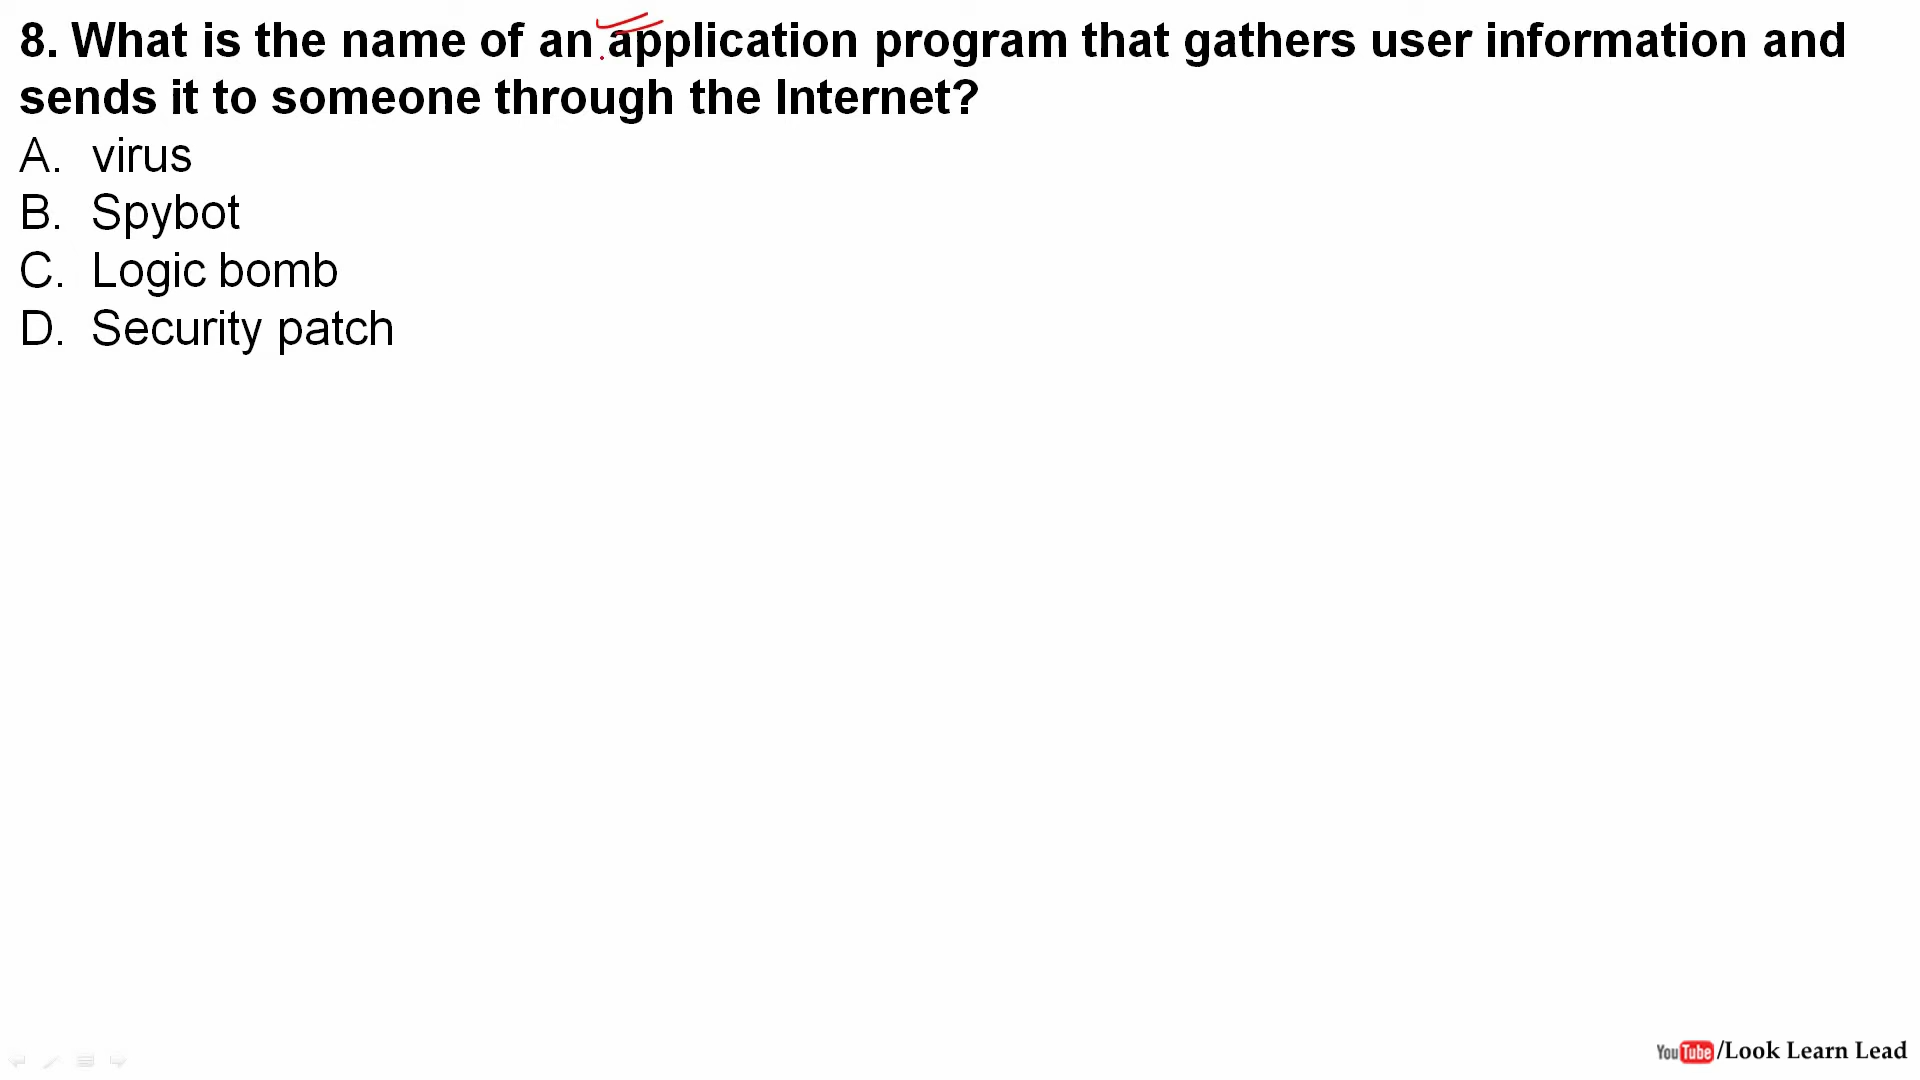 8. What is the name of an application program that gathers user information and
sends it to someone through the Internet?
A. virus
B. Spybot
C. Logic bomb
D. Security patch
YouTube/Look Learn Lead